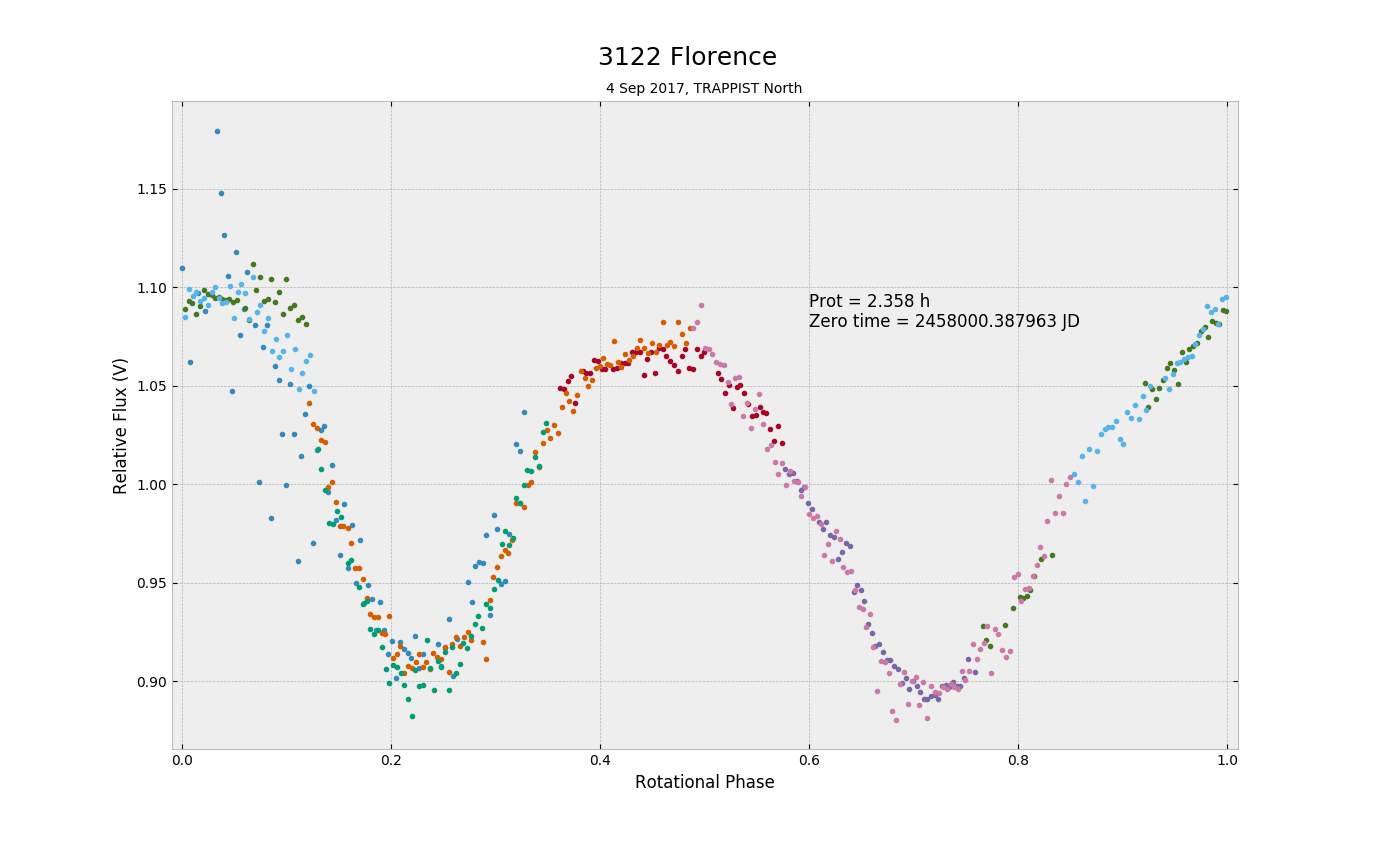 3122 Florence
4 Sep 2017, TRAPPIST North
Relative Flux (V)
1.15
1.10
1.05
1.00
0.95
0.90
Prot = 2.358 h
Zero time = 2458000.387963 JD
0.0 0.2 0.4 0.6 0.8 1.0
Rotational Phase